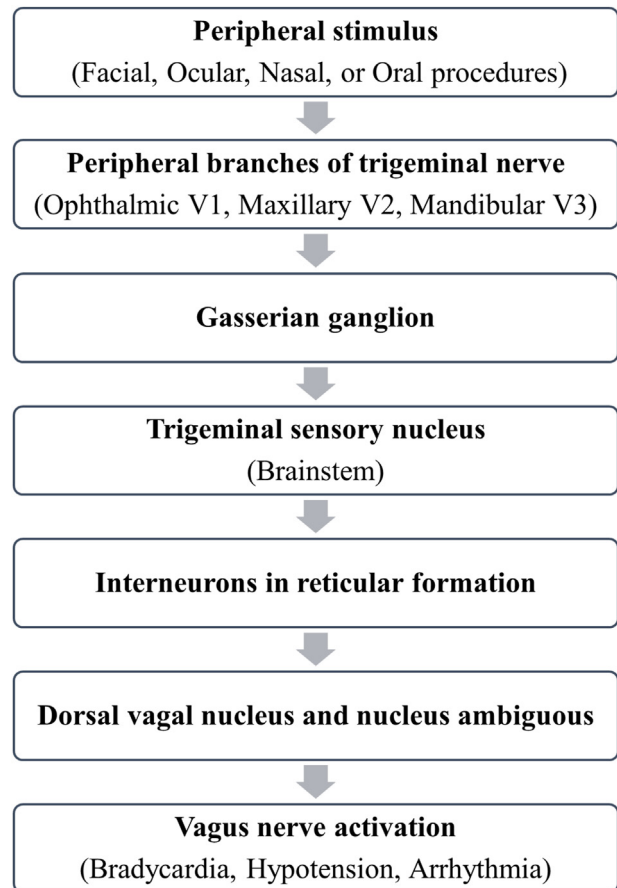 Peripheral stimulus
(Facial, Ocular, Nasal, or Oral procedures)
Peripheral branches of trigeminal nerve
(Ophthalmic V1, Maxillary V2, Mandibular V3)
Gasserian ganglion
Trigeminal sensory nucleus
(Brainstem)
Interneurons in reticular formation
Dorsal vagal nucleus and nucleus ambiguous
Vagus nerve activation
(Bradycardia, Hypotension, Arrhythmia)